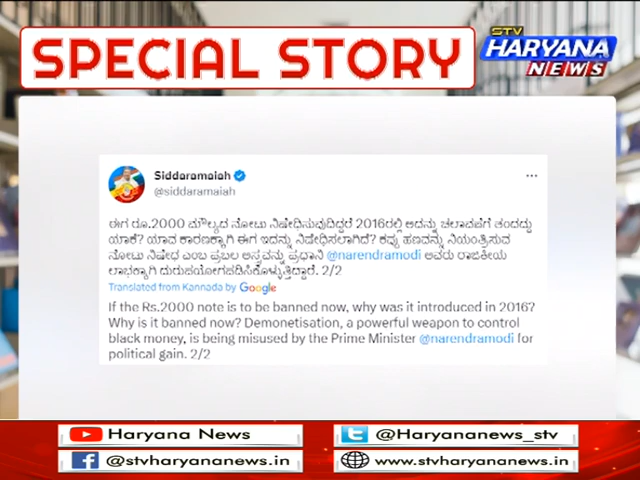 SPECIAL STORY
STV
HARYANA
NEWS
Siddaramaiah
@siddaramaiah
ಈಗ ರೂ.2000 ಮೌಲ್ಯದ ನೋಟು ನಿಷೇಧಿಸುವುದಿದ್ದರೆ 2016ರಲ್ಲಿ ಅದನ್ನು ಚಲಾವಣೆಗೆ ತಂದದ್ದು
ಯಾಕೆ? ಯಾವ ಕಾರಣಕ್ಕಾಗಿ ಈಗ ಇದನ್ನು ನಿಷೇಧಿಸಲಾಗಿದೆ? ಕಪ್ಪು ಹಣವನ್ನು ನಿಯಂತ್ರಿಸುವ
ನೋಟು ನಿಷೇಧ ಎಂಬ ಪ್ರಬಲ ಅಸ್ತ್ರವನ್ನು ಪ್ರಧಾನಿ @narendramodi ಅವರು ರಾಜಕೀಯ
ಲಾಭಕ್ಕಾಗಿ ದುರುಪಯೋಗಪಡಿಸಿಕೊಳ್ಳುತ್ತಿದ್ದಾರೆ. 2/2
Translated from Kannada by Google
If the Rs.2000 note is to be banned now, why was it introduced in 2016?
Why is it banned now? Demonetisation, a powerful weapon to control
black money, is being misused by the Prime Minister @narendramodi for
political gain. 2/2
Haryana News
@Haryananews_stv
@stvharyananews.in
www.stvharyananews.in